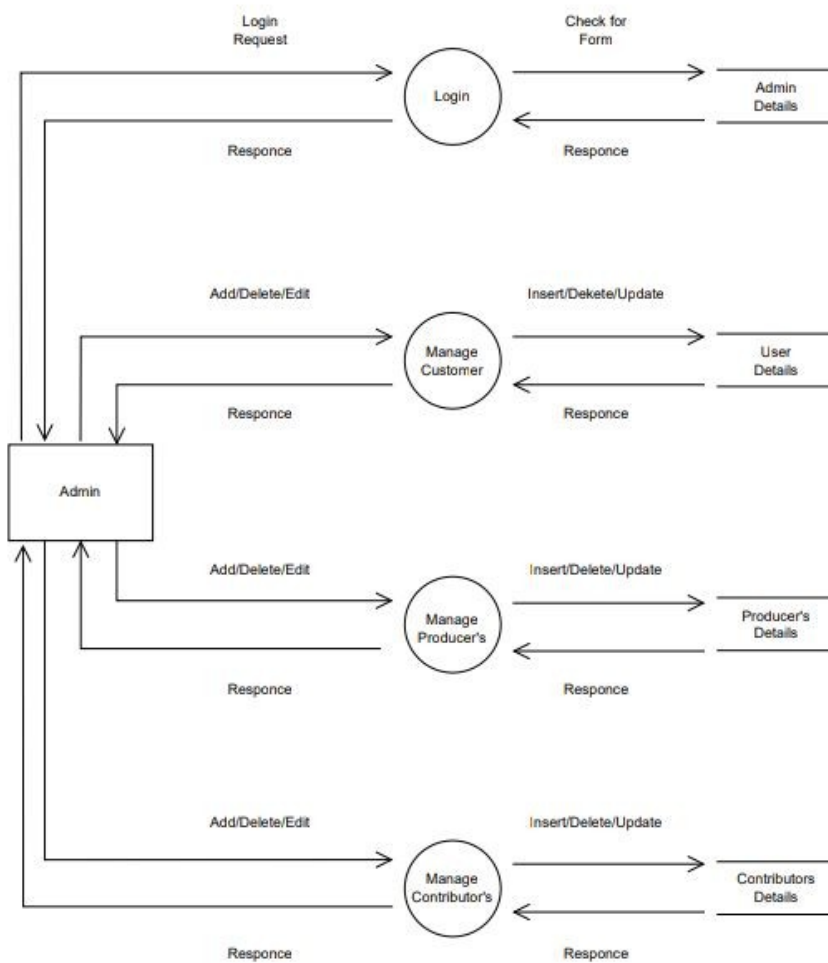 Login
Request
Check for
Form
Login
Admin
Details
Responce
Responce
Add/Delete/Edit
Insert/Dekete/Update
Manage
Customer
User
Details
Responce
Responce
Admin
Add/Delete/Edit
Insert/Delete/Update
Manage
Producer's
Producer's
Details
Responce
Responce
Add/Delete/Edit
Insert/Delete/Update
Manage
Contributor's
Contributors
Details
Responce
Responce